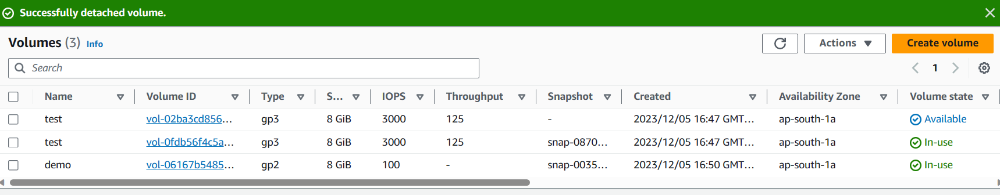 Successfully detached volume.
Volumes (3) Info
Actions
Create volume
Search
1
Name Volume ID Type S... IOPS Throughput Snapshot Created Availability Zone Volume state
test vol-02ba3cd856... gp3 8 GiB 3000 125 - 2023/12/05 16:47 GMT... ap-south-1a Available
test vol-0fdb56f4c5a... gp3 8 GiB 3000 125 snap-0870... 2023/12/05 16:47 GMT... ap-south-1a In-use
demo vol-06167b5485... gp2 8 GiB 100 - snap-0035... 2023/12/05 16:50 GMT... ap-south-1a In-use